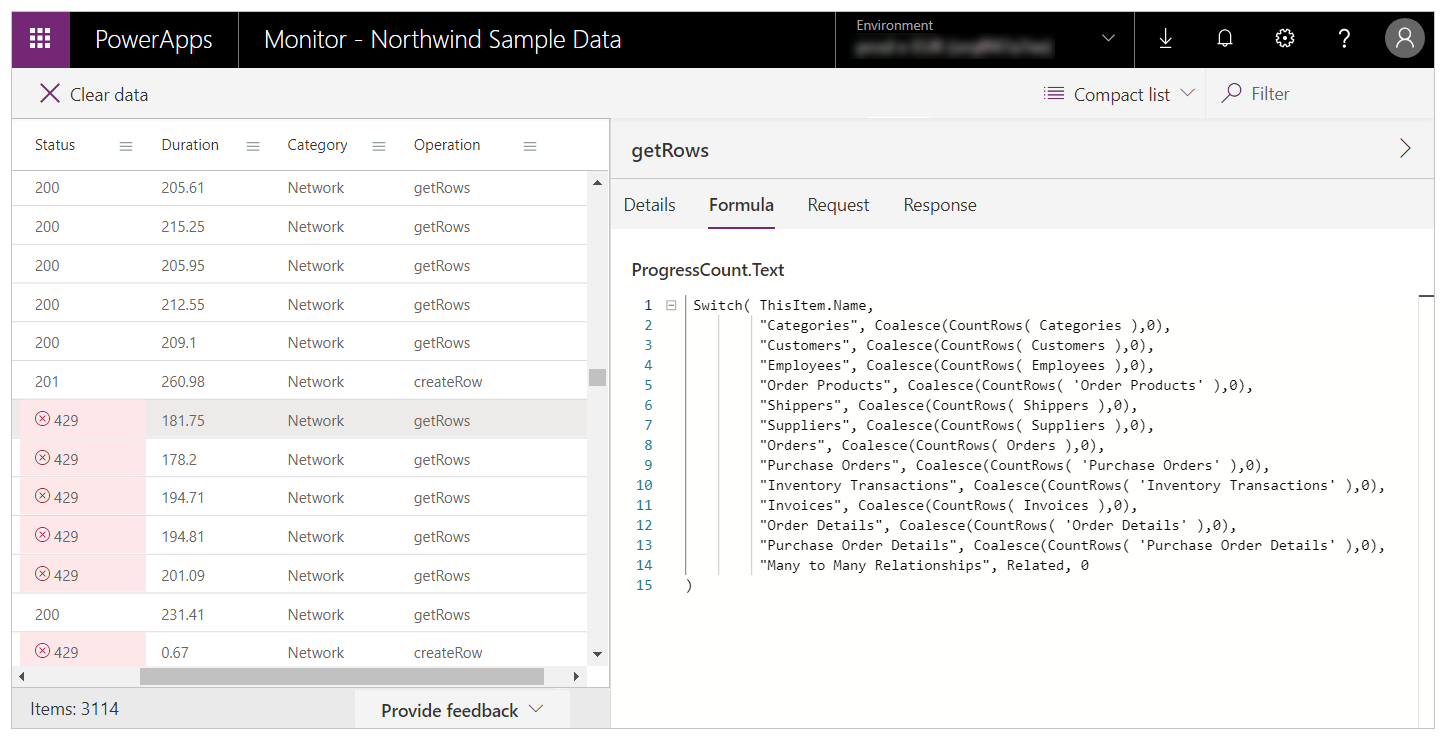 PowerApps
Monitor - Northwind Sample Data
Environment
?
Clear data
Compact list
Filter
Status Duration Category Operation
200 205.61 Network getRows
200 215.25 Network getRows
200 205.95 Network getRows
200 212.55 Network getRows
200 209.1 Network getRows
201 260.98 Network createRow
429 181.75 Network getRows
429 178.2 Network getRows
429 194.71 Network getRows
429 194.81 Network getRows
429 201.09 Network getRows
200 231.41 Network getRows
429 0.67 Network createRow
Items: 3114
Provide feedback
getRows
Details Formula Request Response
ProgressCount.Text
1 Switch( ThisItem.Name,
2 "Categories", Coalesce(CountRows( Categories ),0),
3 "Customers", Coalesce(CountRows( Customers ),0),
4 "Employees", Coalesce(CountRows( Employees ),0),
5 "Order Products", Coalesce(CountRows( 'Order Products' ),0),
6 "Shippers", Coalesce(CountRows( Shippers ),0),
7 "Suppliers", Coalesce(CountRows( Suppliers ),0),
8 "Orders", Coalesce(CountRows( Orders ),0),
9 "Purchase Orders", Coalesce(CountRows( 'Purchase Orders' ),0),
10 "Inventory Transactions", Coalesce(CountRows( 'Inventory Transactions' ),0),
11 "Invoices", Coalesce(CountRows( Invoices ),0),
12 "Order Details", Coalesce(CountRows( 'Order Details' ),0),
13 "Purchase Order Details", Coalesce(CountRows( 'Purchase Order Details' ),0),
14 "Many to Many Relationships", Related, 0
15 )